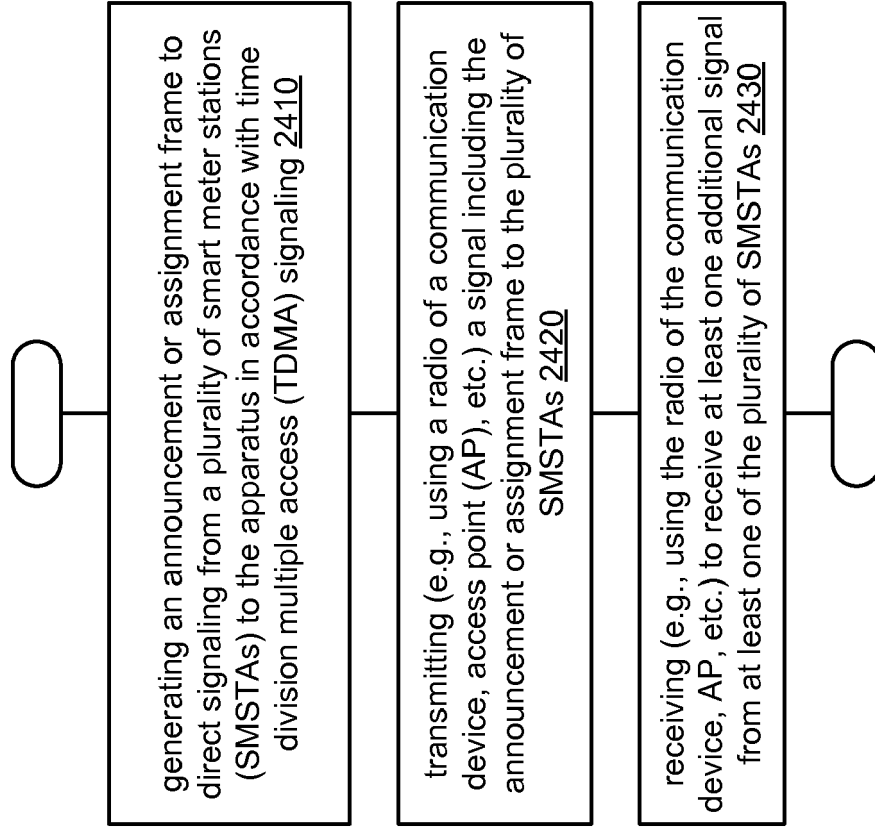 generating an announcement or assignment frame to
direct signaling from a plurality of smart meter stations
(SMSTAs) to the apparatus in accordance with time
division multiple access (TDMA) signaling 2410
transmitting (e.g., using a radio of a communication
device, access point (AP), etc.) a signal including the
announcement or assignment frame to the plurality of
SMSTAs 2420
receiving (e.g., using the radio of the communication
device, AP, etc.) to receive at least one additional signal
from at least one of the plurality of SMSTAs 2430